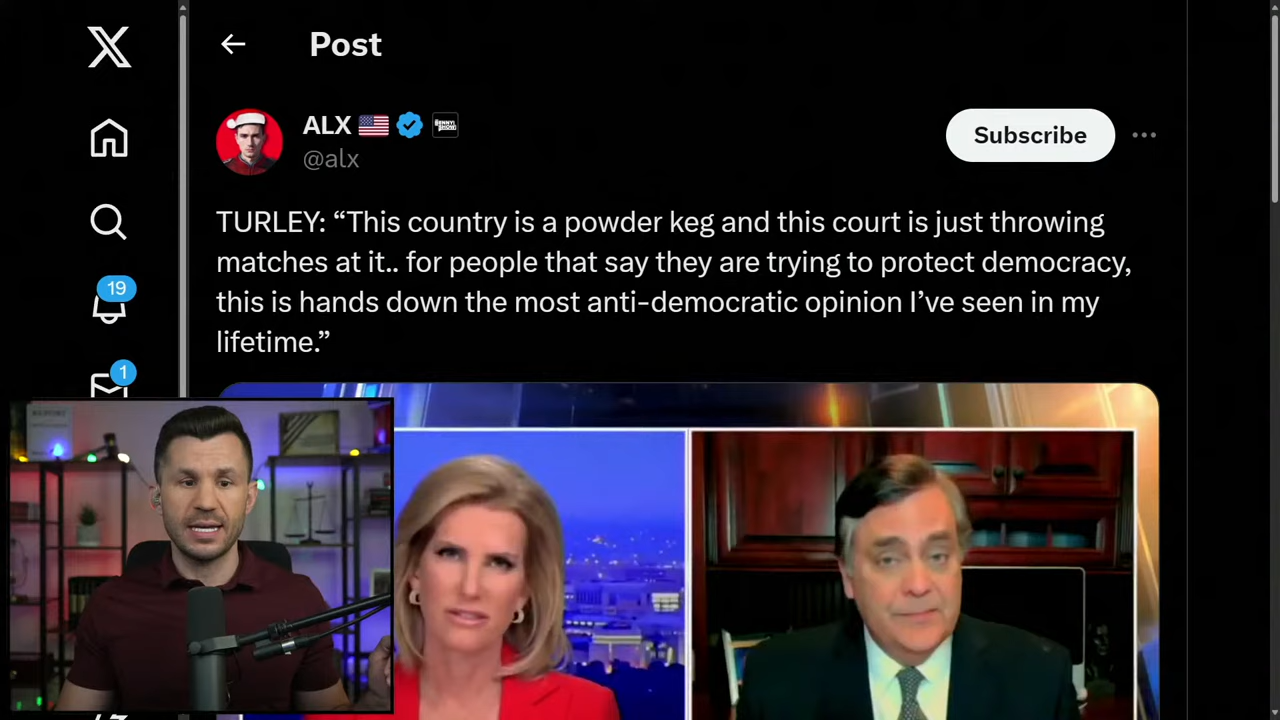 Post
ALX
@alx
Subscribe
TURLEY: “This country is a powder keg and this court is just throwing
matches at it.. for people that say they are trying to protect democracy,
this is hands down the most anti-democratic opinion I’ve seen in my
lifetime.”
19
1